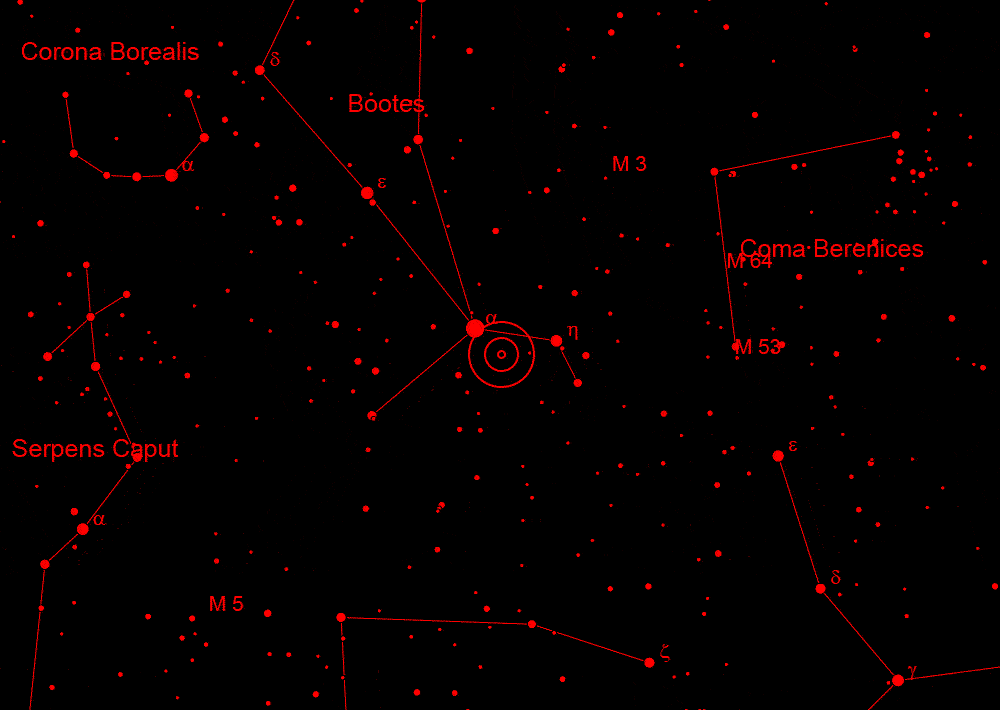 δ
Corona Borealis
Bootes
M 3
α
ε
Coma Berenices
M 64
α
η
M 53
Serpens Caput
ε
α
δ
M 5
ζ
γ